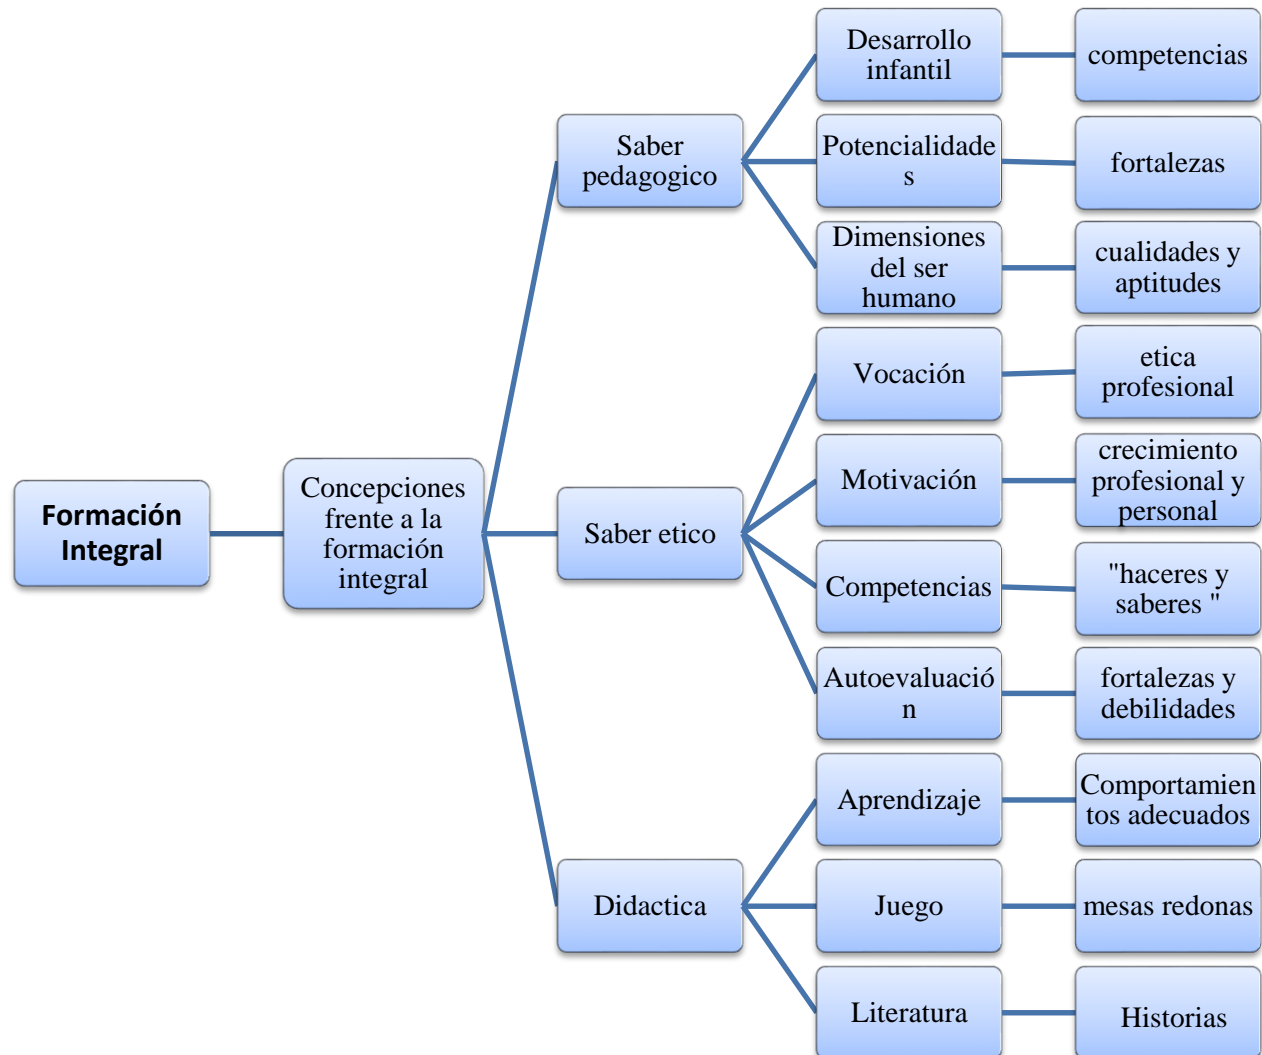 Formación
Integral
Concepciones
frente a la
formación
integral
Saber
pedagogico
Desarrollo
infantil
competencias
Potencialidade
s
fortalezas
Dimensiones
del ser
humano
cualidades y
aptitudes
Saber etico
Vocación
etica
profesional
Motivación
crecimiento
profesional y
personal
Competencias
"haceres y
saberes "
Autoevaluació
n
fortalezas y
debilidades
Didactica
Aprendizaje
Comportamien
tos adecuados
Juego
mesas redonas
Literatura
Historias